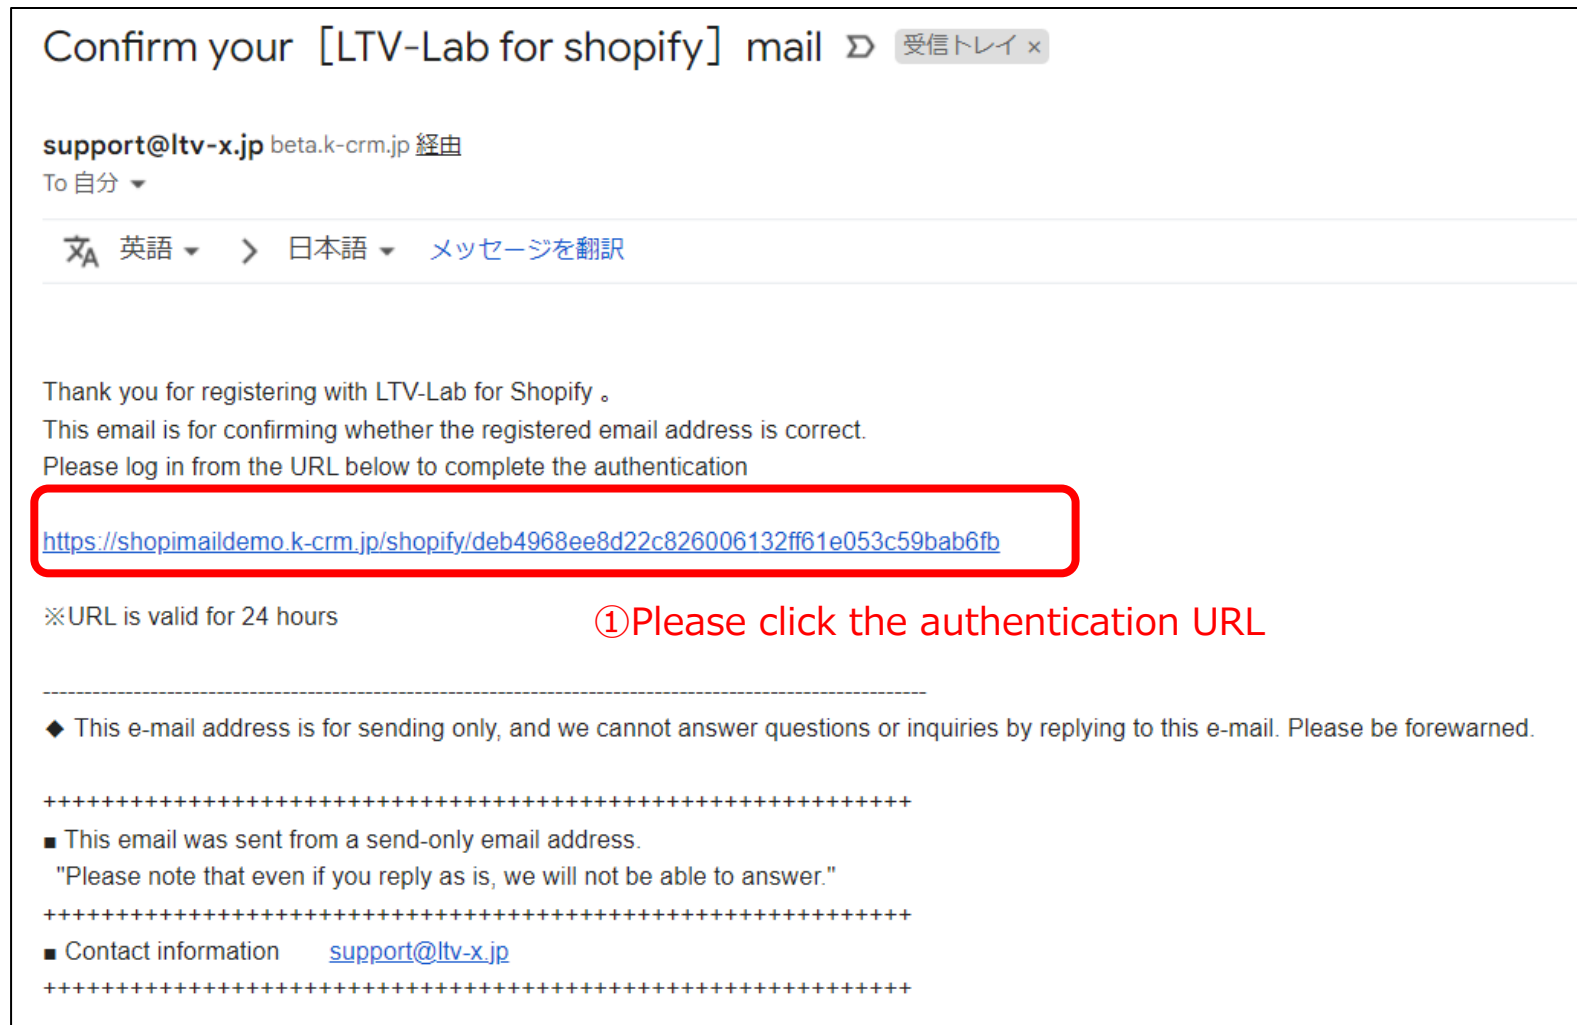 Confirm your［LTV-Lab for shopify］mail 受信トレイ ×
support@ltv-x.jp beta.k-crm.jp 経由
To 自分
英語 日本語 メッセージを翻訳
Thank you for registering with LTV-Lab for Shopify 。
This email is for confirming whether the registered email address is correct.
Please log in from the URL below to complete the authentication
https://shopimaildemo.k-crm.jp/shopify/deb4968ee8d22c826006132ff61e053c59bab6fb
※URL is valid for 24 hours
①Please click the authentication URL
----------------------------------------------------------------------------------------------------------
◆ This e-mail address is for sending only, and we cannot answer questions or inquiries by replying to this e-mail. Please be forewarned.
++++++++++++++++++++++++++++++++++++++++++++++++++++++++++++
■ This email was sent from a send-only email address.
"Please note that even if you reply as is, we will not be able to answer."
++++++++++++++++++++++++++++++++++++++++++++++++++++++++++++
■ Contact information support@ltv-x.jp
++++++++++++++++++++++++++++++++++++++++++++++++++++++++++++